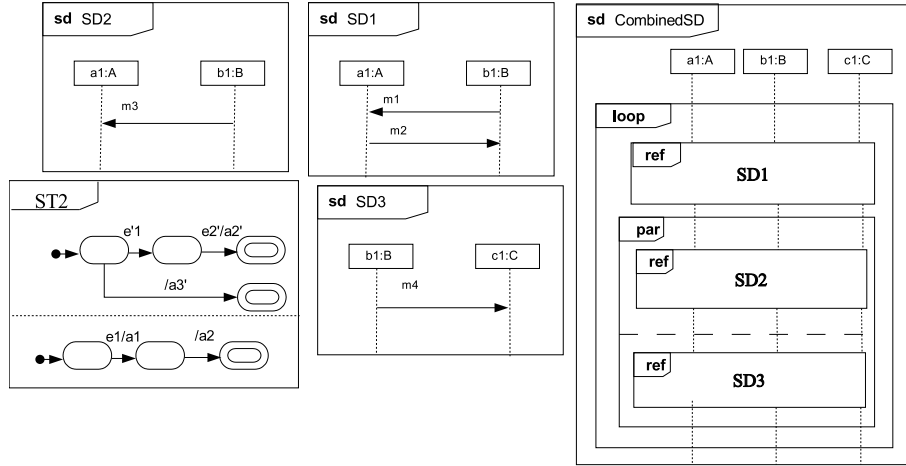 sd SD2
a1:A b1:B
m3
sd SD1
a1:A b1:B
m1
m2
ST2
e'1 e2'/a2'
/a3'
e1/a1 /a2
sd SD3
b1:B c1:C
m4
sd CombinedSD
a1:A b1:B c1:C
loop
ref
SD1
par
ref
SD2
ref
SD3